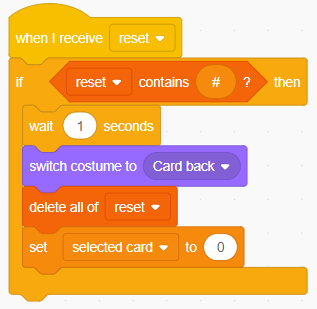 when I receive reset
if reset contains # ? then
wait 1 seconds
switch costume to Card back
delete all of reset
set selected card to 0